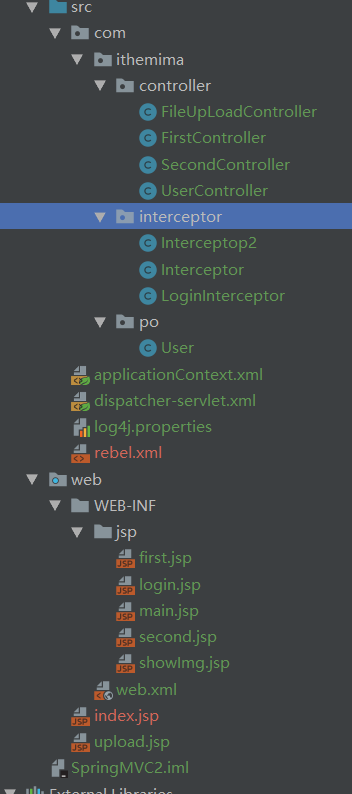 src
com
ithemima
controller
FileUpLoadController
FirstController
SecondController
UserController
interceptor
Interceptop2
Interceptor
LoginInterceptor
po
User
applicationContext.xml
dispatcher-servlet.xml
log4j.properties
rebel.xml
web
WEB-INF
jsp
first.jsp
login.jsp
main.jsp
second.jsp
showImg.jsp
web.xml
index.jsp
upload.jsp
SpringMVC2.iml
External Libraries